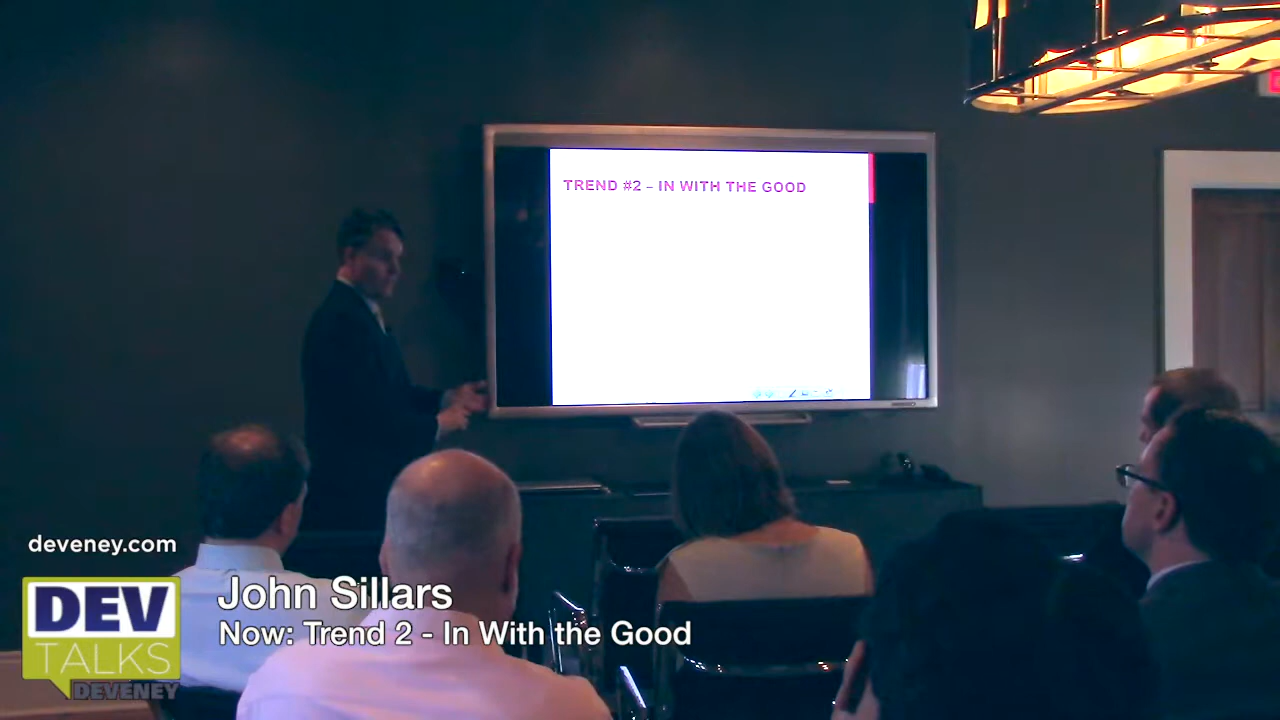 TREND #2 – IN WITH THE GOOD
deveney.com
DEV
TALKS
DEVENEY
John Sillars
Now: Trend 2 - In With the Good